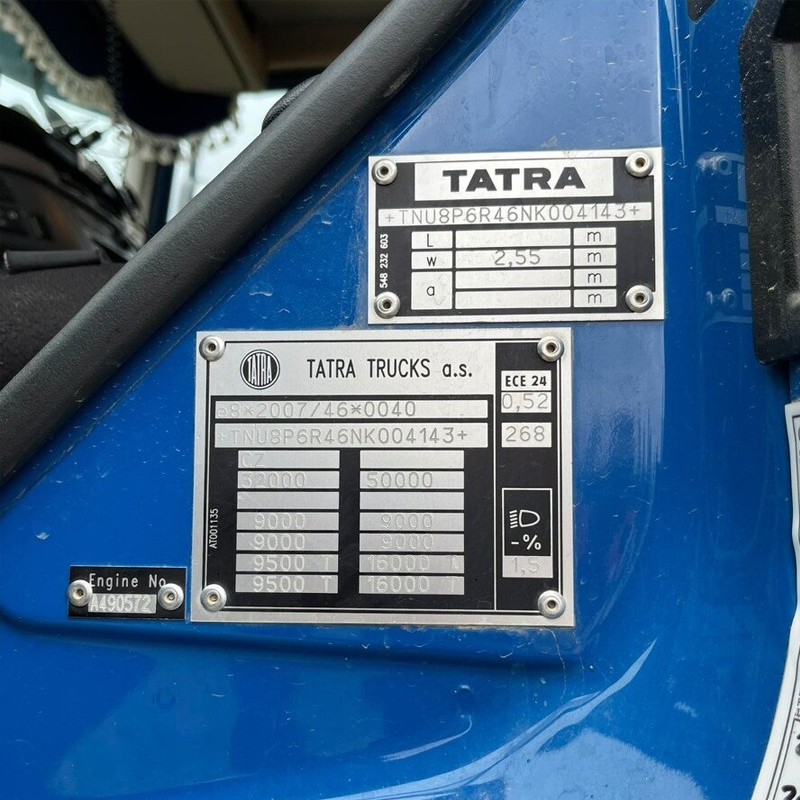 TATRA
+TNU8P6R46NK004143+
L m
w 2,55 m
m
a
m
548 232 603
TATRA
TATRA TRUCKS a.s.
ECE 24
0,52
268
e8*2007/46*0040
+TNU8P6R46NK004143+
CZ
32000 50000
9000 9000
9000 9000
9500 T 16000 T
9500 T 16000 T
AT001135
-%
1,5
Engine No
A490572